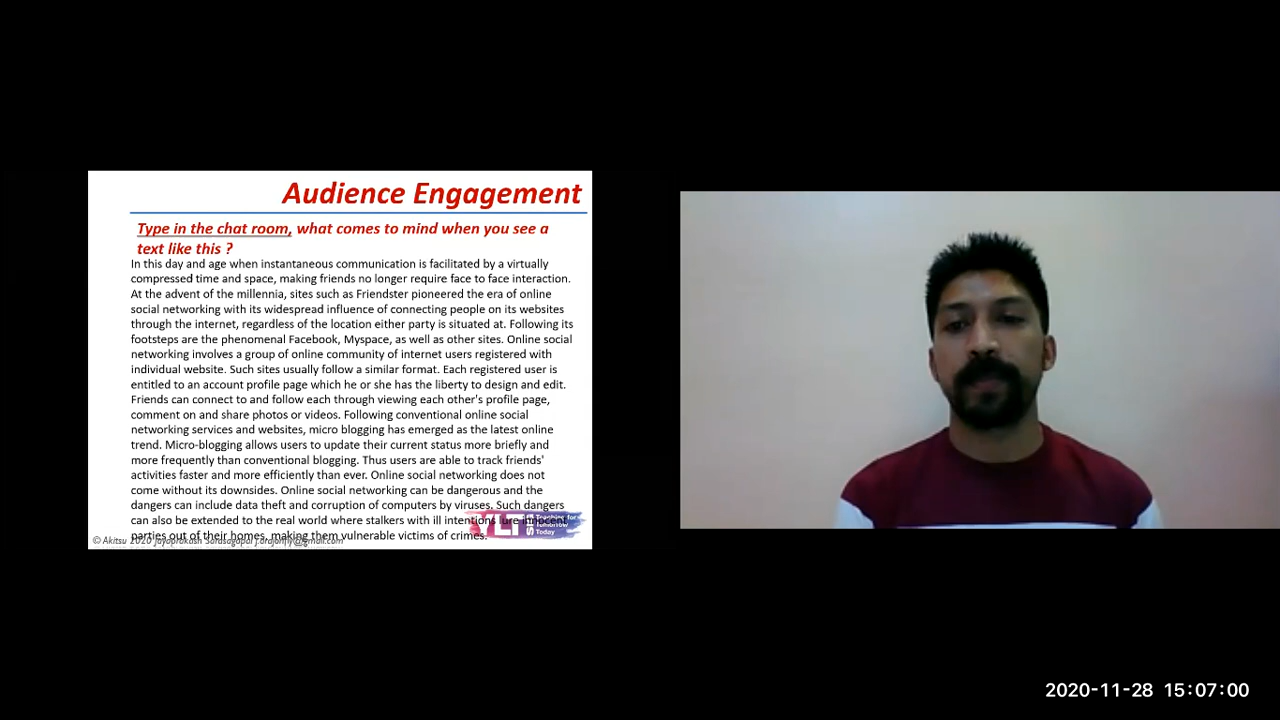 Audience Engagement
Type in the chat room, what comes to mind when you see a
text like this ?
In this day and age when instantaneous communication is facilitated by a virtually
compressed time and space, making friends no longer require face to face interaction.
At the advent of the millennia, sites such as Friendster pioneered the era of online
social networking with its widespread influence of connecting people on its websites
through the internet, regardless of the location either party is situated at. Following its
footsteps are the phenomenal Facebook, Myspace, as well as other sites. Online social
networking involves a group of online community of internet users registered with
individual website. Such sites usually follow a similar format. Each registered user is
entitled to an account profile page which he or she has the liberty to design and edit.
Friends can connect to and follow each through viewing each other's profile page,
comment on and share photos or videos. Following conventional online social
networking services and websites, micro blogging has emerged as the latest online
trend. Micro-blogging allows users to update their current status more briefly and
more frequently than conventional blogging. Thus users are able to track friends'
activities faster and more efficiently than ever. Online social networking does not
come without its downsides. Online social networking can be dangerous and the
dangers can include data theft and corruption of computers by viruses. Such dangers
can also be extended to the real world where stalkers with ill intentions lure innocent
parties out of their homes, making them vulnerable victims of crimes.
YLTI
Teaching for
Tomorrow
Today
© Akitsu 2020 Jayaprakash
2020-11-28 15:07:00